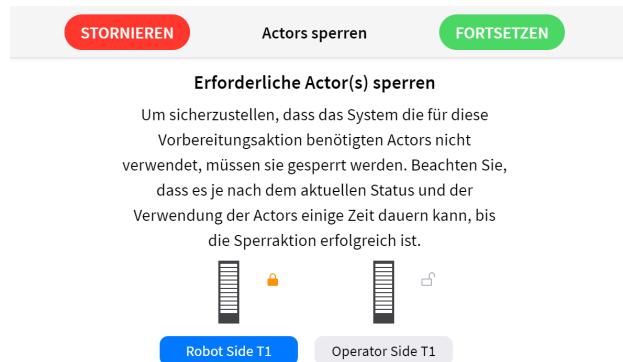 STORNIEREN Actors sperren FORTSETZEN
Erforderliche Actor(s) sperren
Um sicherzustellen, dass das System die für diese
Vorbereitungsaktion benötigten Actors nicht
verwendet, müssen sie gesperrt werden. Beachten Sie,
dass es je nach dem aktuellen Status und der
Verwendung der Actors einige Zeit dauern kann, bis
die Sperraktion erfolgreich ist.
Robot Side T1 Operator Side T1